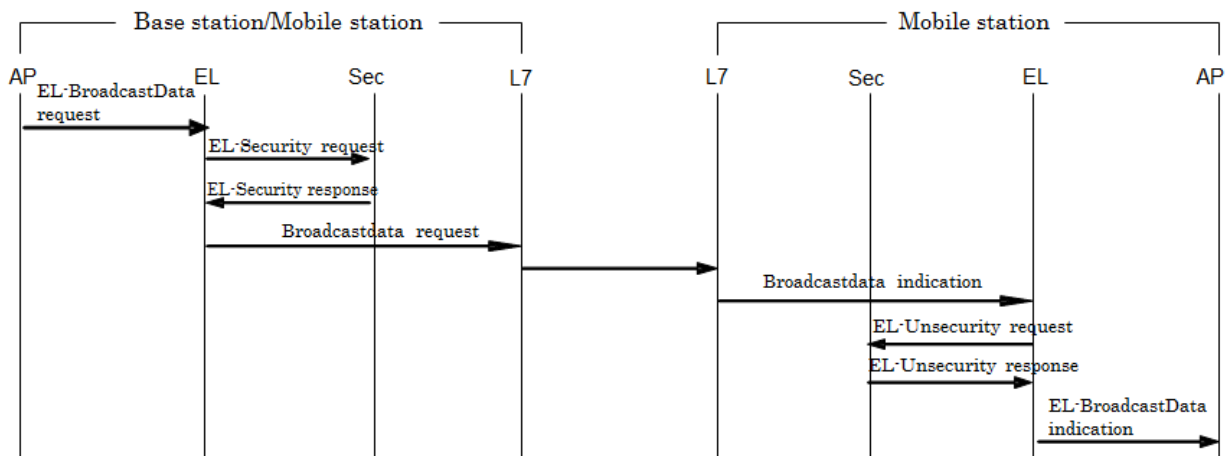 Base station/Mobile station
Mobile station
AP
EL
Sec
L7
L7
Sec
EL
AP
EL-BroadcastData
request
EL-Security request
EL-Security response
Broadcastdata request
Broadcastdata indication
EL-Unsecurity request
EL-Unsecurity response
EL-BroadcastData
indication